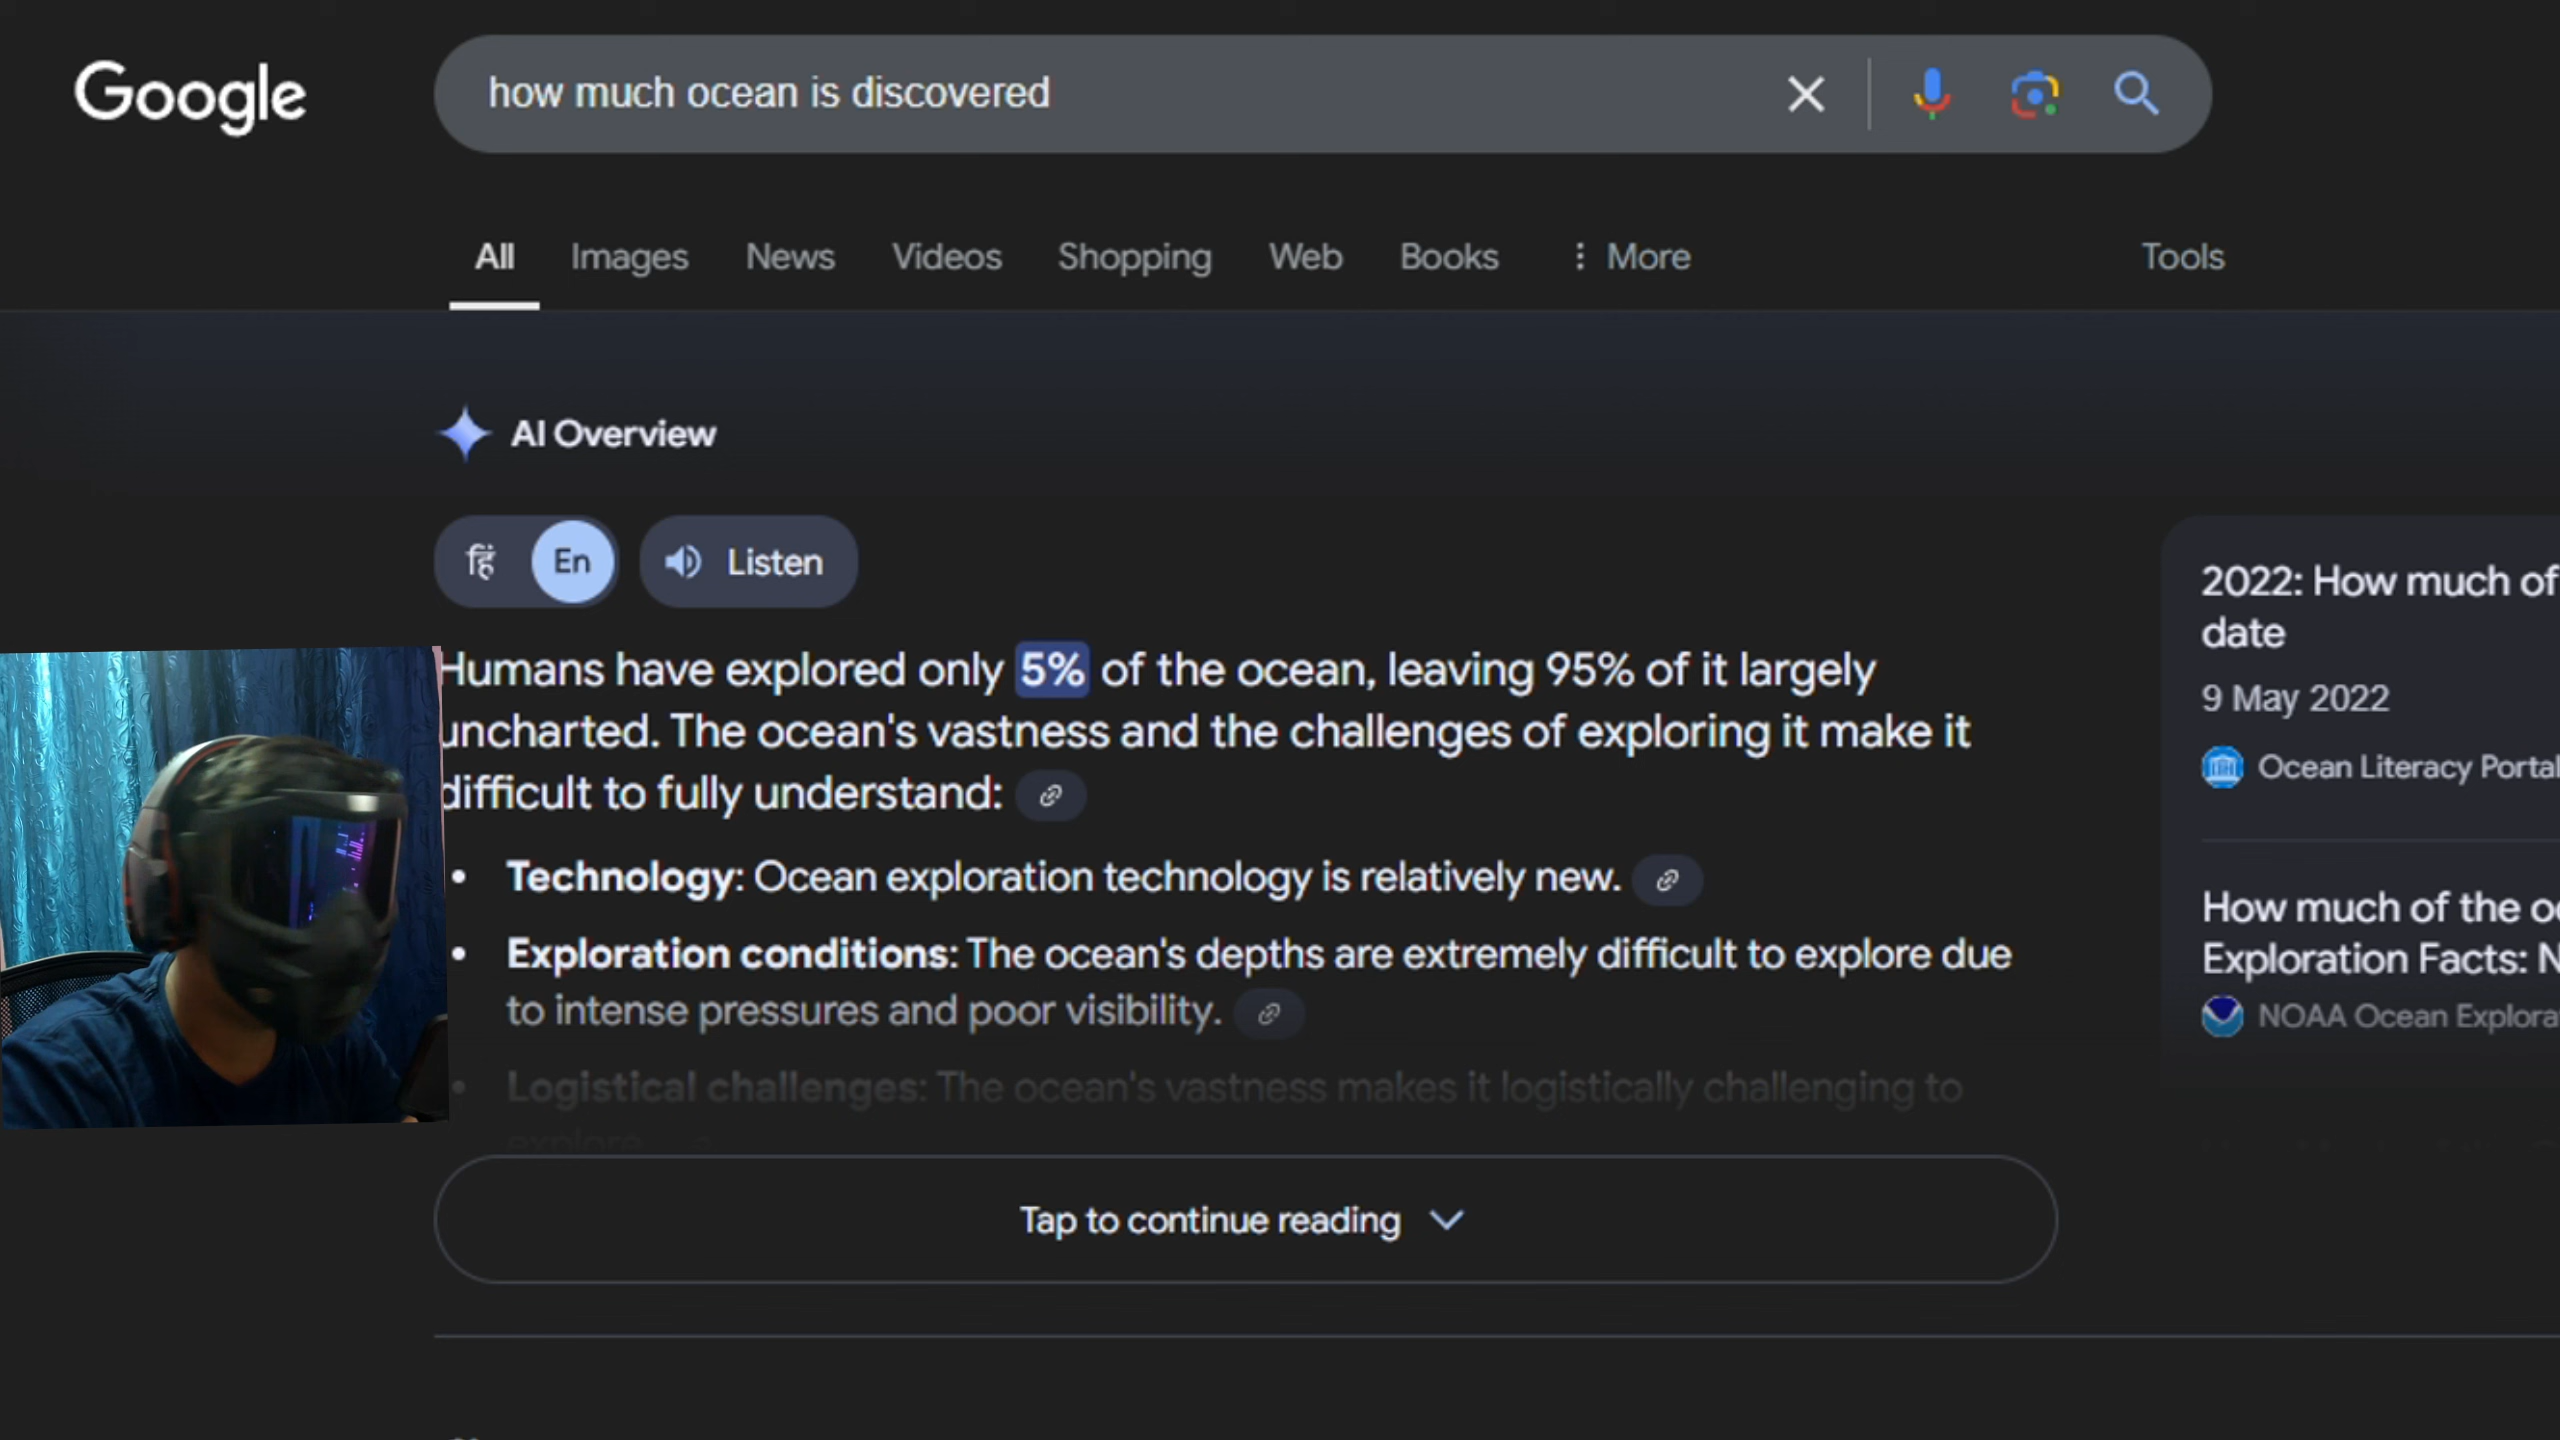 Google
how much ocean is discovered
All Images News Videos Shopping Web Books More Tools
AI Overview
हिं En Listen
Humans have explored only 5% of the ocean, leaving 95% of it largely
uncharted. The ocean's vastness and the challenges of exploring it make it
difficult to fully understand:
• Technology: Ocean exploration technology is relatively new.
• Exploration conditions: The ocean's depths are extremely difficult to explore due
to intense pressures and poor visibility.
• Logistical challenges: The ocean's vastness makes it logistically challenging to
explore.
Tap to continue reading
2022: How much of
date
9 May 2022
Ocean Literacy Portal
How much of the oc
Exploration Facts: N
NOAA Ocean Explora